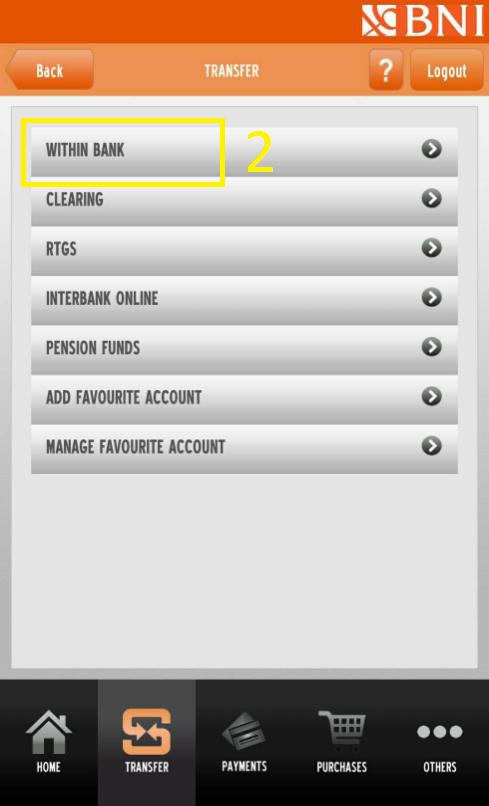 BNI
Back TRANSFER ? Logout
WITHIN BANK 2
CLEARING
RTGS
INTERBANK ONLINE
PENSION FUNDS
ADD FAVOURITE ACCOUNT
MANAGE FAVOURITE ACCOUNT
HOME TRANSFER PAYMENTS PURCHASES OTHERS